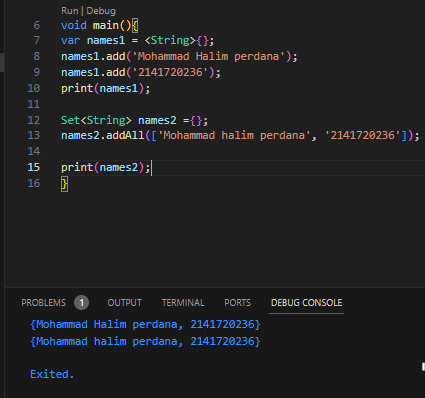 Run | Debug
6 void main(){
7 var names1 = <String>{};
8 names1.add('Mohammad Halim perdana');
9 names1.add('2141720236');
10 print(names1);
11
12 Set<String> names2 ={};
13 names2.addAll(['Mohammad halim perdana', '2141720236']);
14
15 print(names2);
16 }
PROBLEMS 1 OUTPUT TERMINAL PORTS DEBUG CONSOLE
{Mohammad Halim perdana, 2141720236}
{Mohammad halim perdana, 2141720236}
Exited.